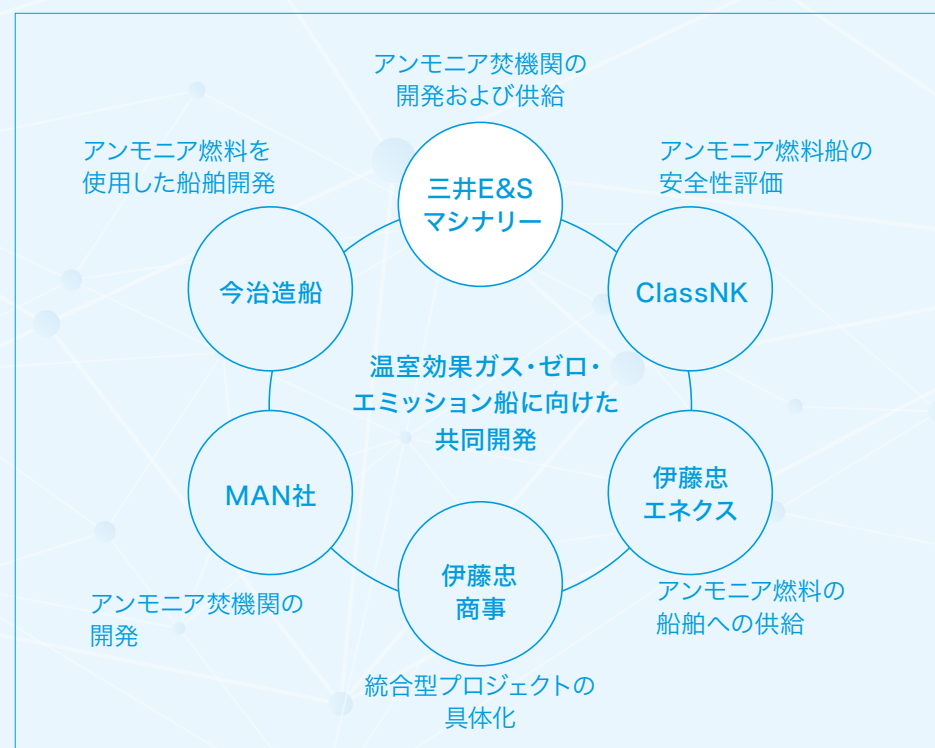 アンモニア焚機関の
開発および供給
三井E&S
マシナリー
アンモニア燃料船の
安全性評価
ClassNK
アンモニア燃料の
船舶への供給
伊藤忠
エネクス
統合型プロジェクトの
具体化
伊藤忠
商事
アンモニア焚機関の
開発
MAN社
アンモニア燃料を
使用した船舶開発
今治造船
温室効果ガス・ゼロ・
エミッション船に向けた
共同開発